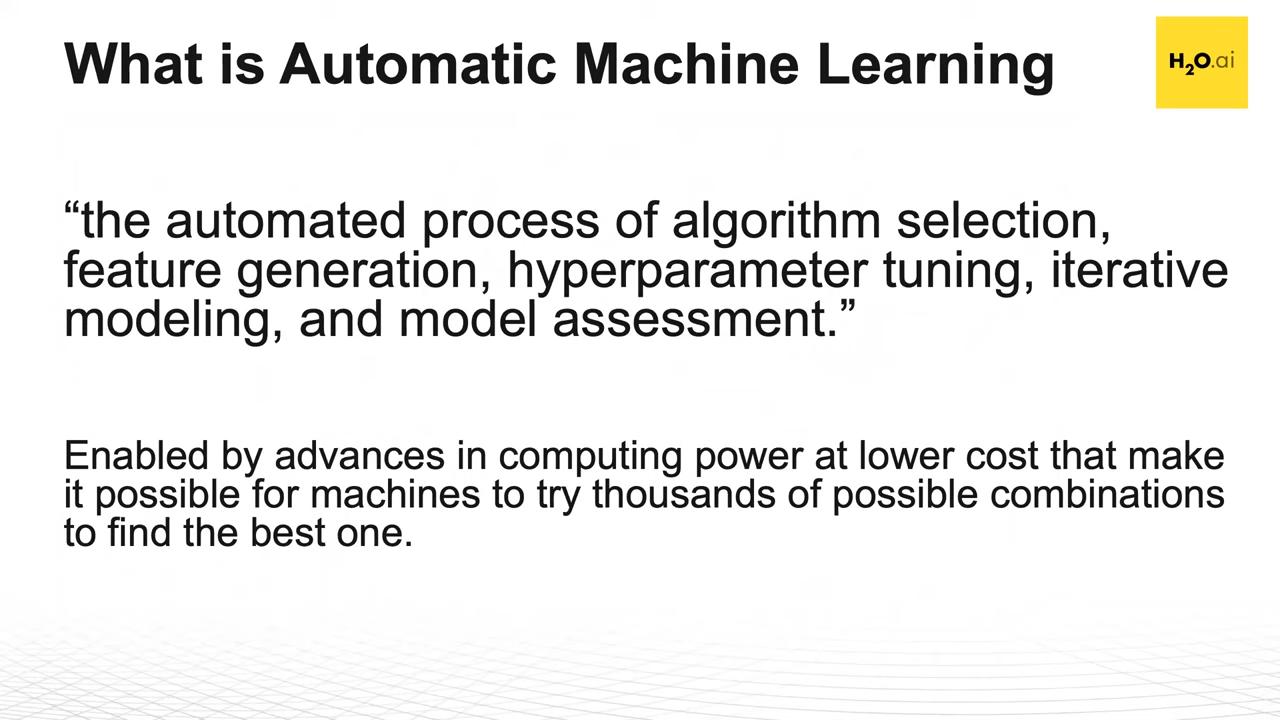 What is Automatic Machine Learning
H2O.ai
“the automated process of algorithm selection,
feature generation, hyperparameter tuning, iterative
modeling, and model assessment.”
Enabled by advances in computing power at lower cost that make
it possible for machines to try thousands of possible combinations
to find the best one.